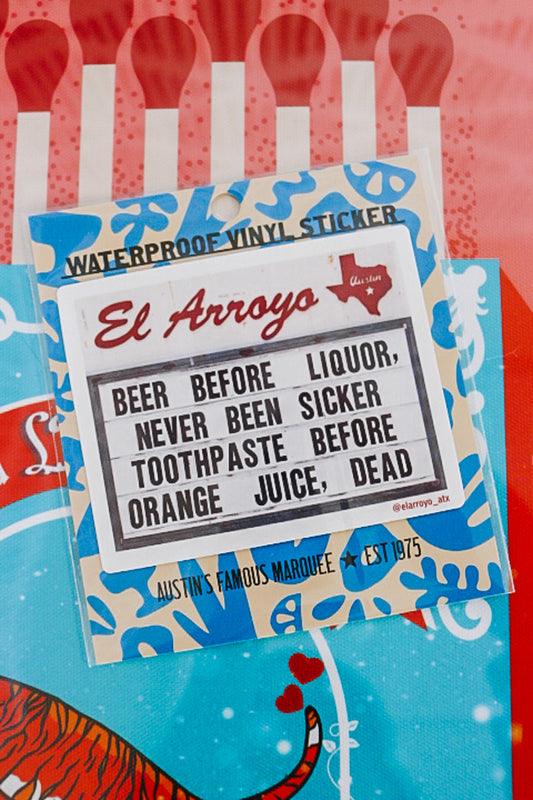 WATERPROOF VINYL STICKER
El Arroyo
Austin
BEER BEFORE LIQUOR,
NEVER BEEN SICKER
TOOTHPASTE BEFORE
ORANGE JUICE, DEAD
@elarroyo_atx
AUSTIN'S FAMOUS MARQUEE ★ EST 1975